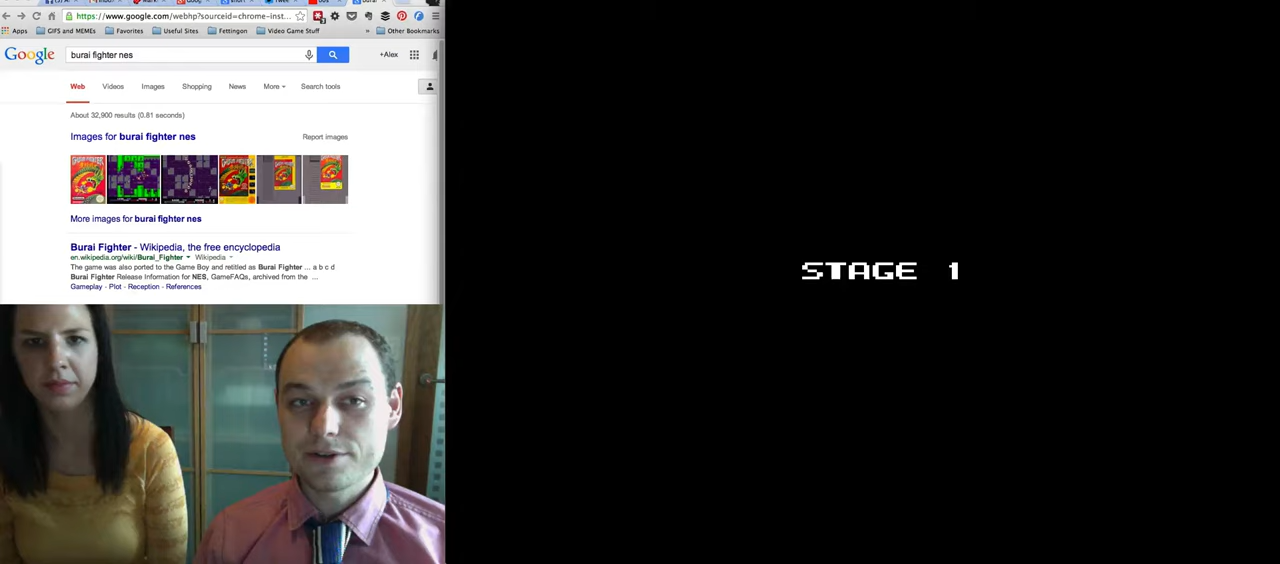 https://www.google.com/webhp?sourceid=chrome-inst...
Apps GIFS and MEMEs Favorites Useful Sites Fettington Video Game Stuff » Other Bookmarks
Google burai fighter nes +Alex
Web Videos Images Shopping News More Search tools
About 32,900 results (0.81 seconds)
Images for burai fighter nes Report images
More images for burai fighter nes
Burai Fighter - Wikipedia, the free encyclopedia
en.wikipedia.org/wiki/Burai_Fighter Wikipedia
The game was also ported to the Game Boy and retitled as Burai Fighter ... a b c d
Burai Fighter Release Information for NES, GameFAQs, archived from the ...
Gameplay - Plot - Reception - References
STAGE 1